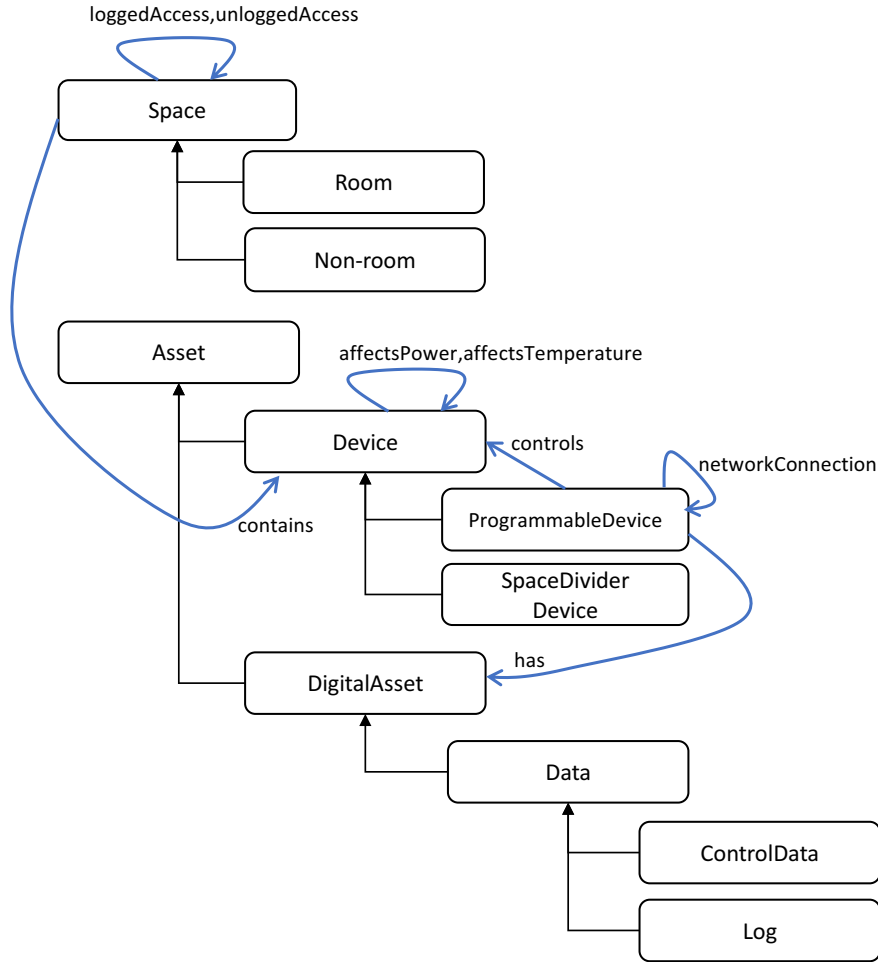 loggedAccess,unloggedAccess
Space
Room
Non-room
Asset
affectsPower,affectsTemperature
Device
controls
networkConnection
contains
ProgrammableDevice
SpaceDivider
Device
has
DigitalAsset
Data
ControlData
Log